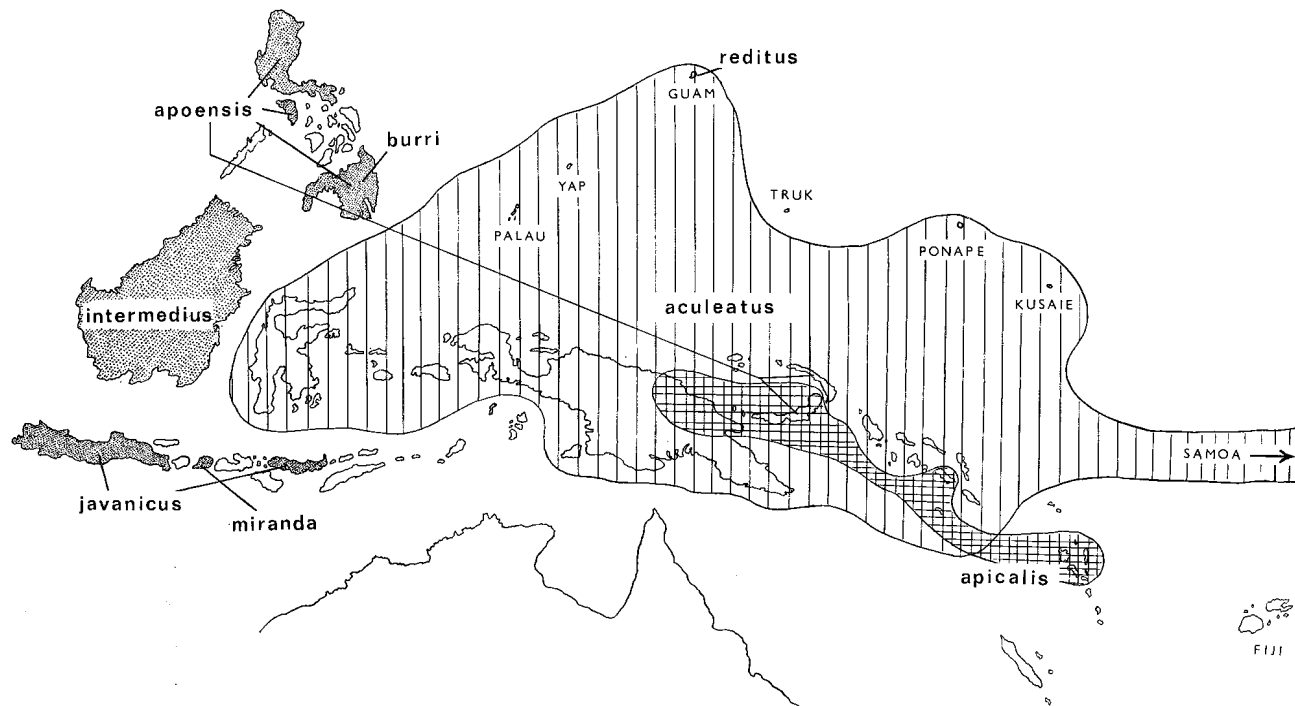 reditus
GUAM
apoensis
burri
YAP
TRUK
PALAU
PONAPE
KUSAIE
aculeatus
intermedius
SAMOA
javanicus
miranda
apicalis
FIJI